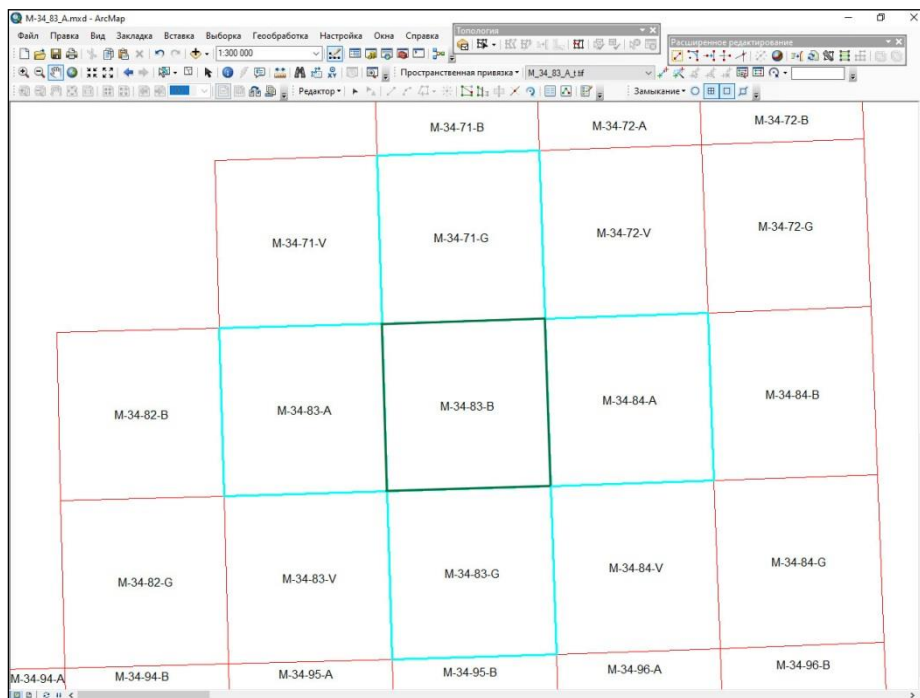 M-34_83_A.mxd - ArcMap
Файл Правка Вид Закладка Вставка Выборка Геообработка Настройка Окна Справка
Топология
Расширенное редактирование
1:300 000
Пространственная привязка
M_34_83_A_t.tif
Редактор
Замыкание
M-34-71-B
M-34-72-A
M-34-72-B
M-34-71-V
M-34-71-G
M-34-72-V
M-34-72-G
M-34-82-B
M-34-83-A
M-34-83-B
M-34-84-A
M-34-84-B
M-34-82-G
M-34-83-V
M-34-83-G
M-34-84-V
M-34-84-G
M-34-94-A
M-34-94-B
M-34-95-A
M-34-95-B
M-34-96-A
M-34-96-B